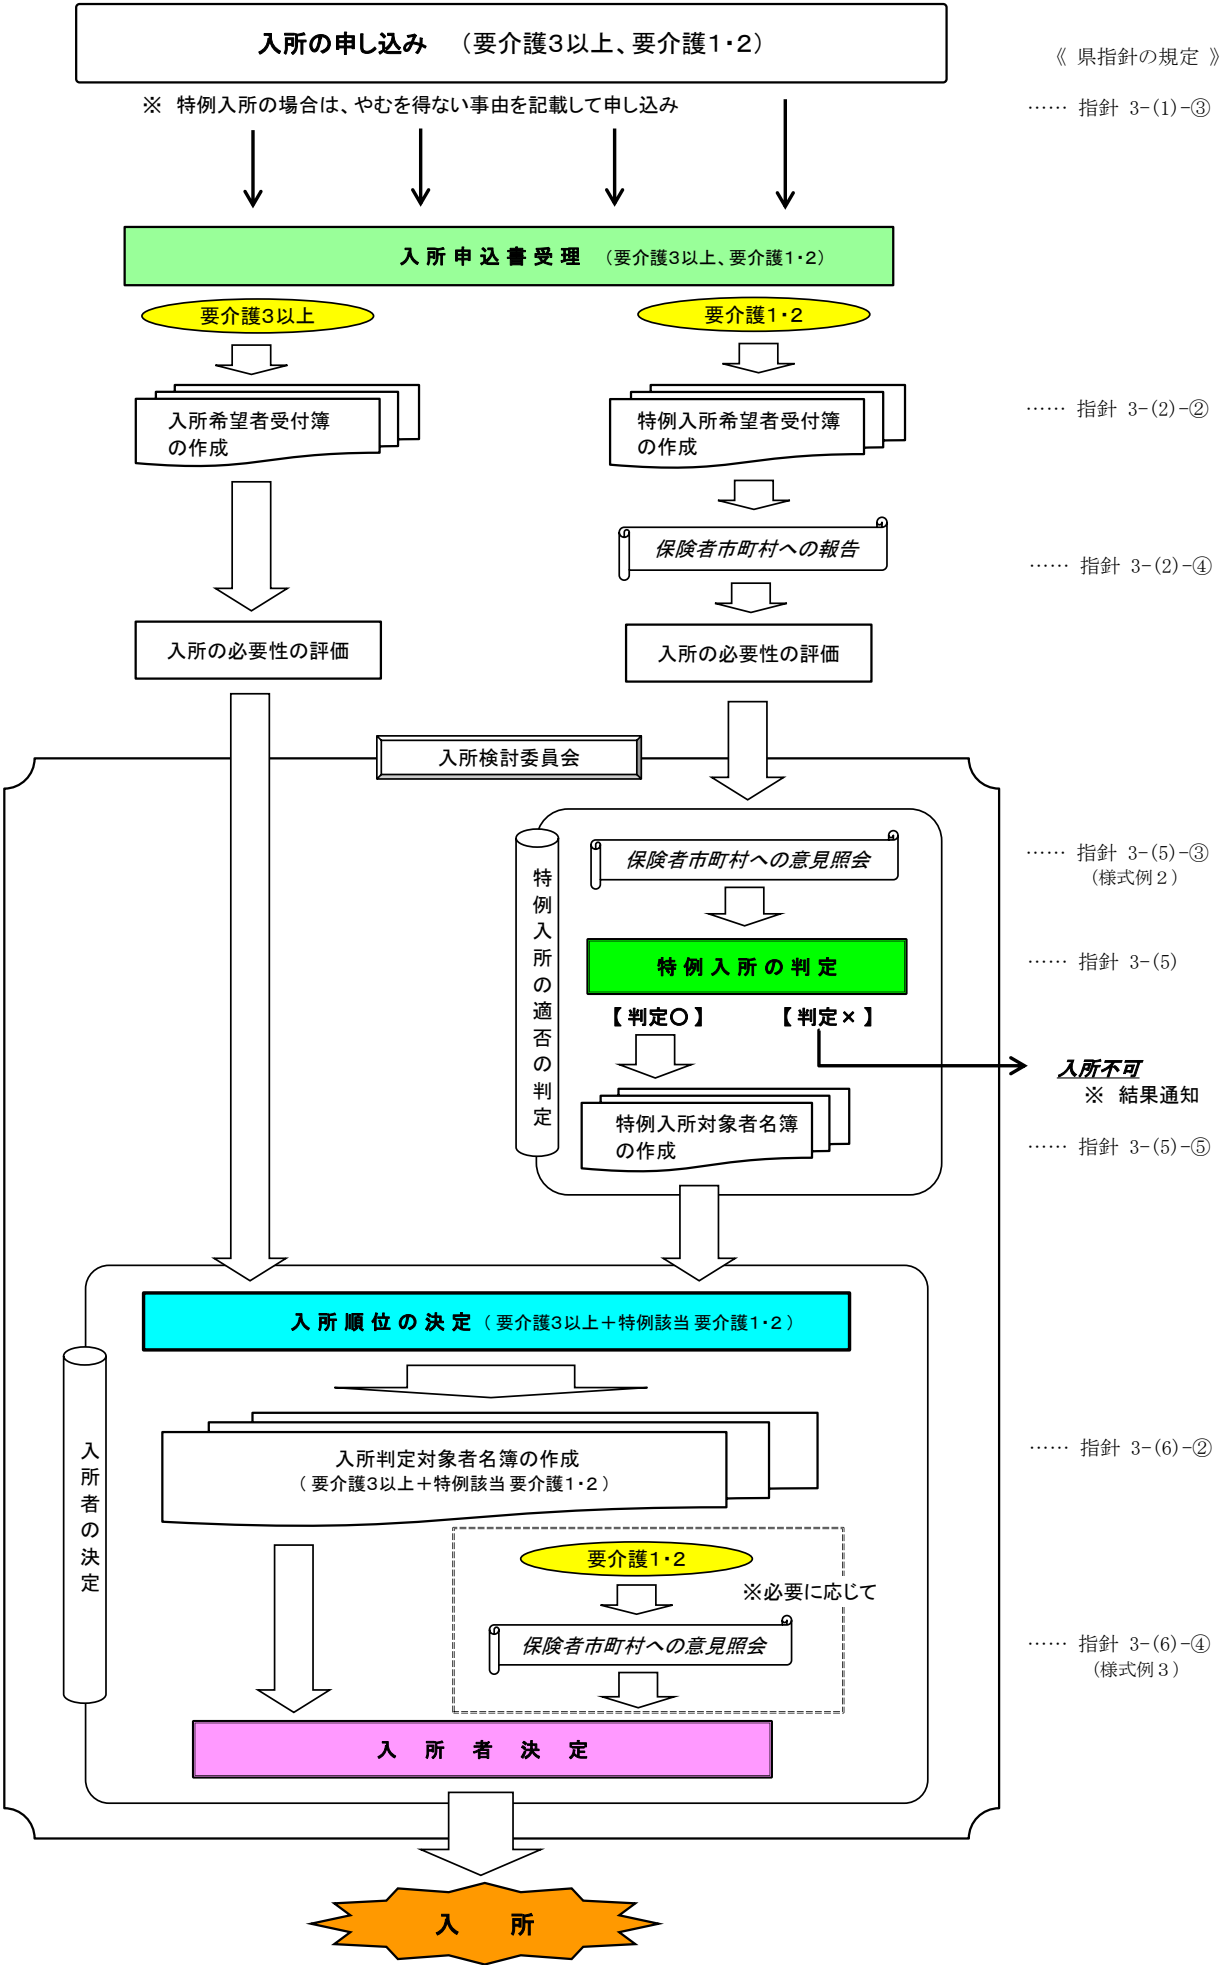 入所の申し込み （要介護３以上、要介護１・２）
《 県指針の規定 》
※ 特例入所の場合は、やむを得ない事由を記載して申し込み
…… 指針 3-(1)-③
入所申込書受理 （要介護３以上、要介護１・２）
要介護３以上
要介護１・２
入所希望者受付簿
の作成
特例入所希望者受付簿
の作成
…… 指針 3-(2)-②
保険者市町村への報告
…… 指針 3-(2)-④
入所の必要性の評価
入所の必要性の評価
入所検討委員会
特例入所の適否の判定
保険者市町村への意見照会
…… 指針 3-(5)-③
（様式例２）
特例入所の判定
…… 指針 3-(5)
【 判定〇 】
【 判定× 】
入所不可
※ 結果通知
特例入所対象者名簿
の作成
…… 指針 3-(5)-⑤
入所順位の決定（ 要介護３以上＋特例該当 要介護１・２ ）
入所者の決定
入所判定対象者名簿の作成
（ 要介護３以上＋特例該当 要介護１・２ ）
…… 指針 3-(6)-②
要介護１・２
※必要に応じて
保険者市町村への意見照会
…… 指針 3-(6)-④
（様式例３）
入所者決定
入所